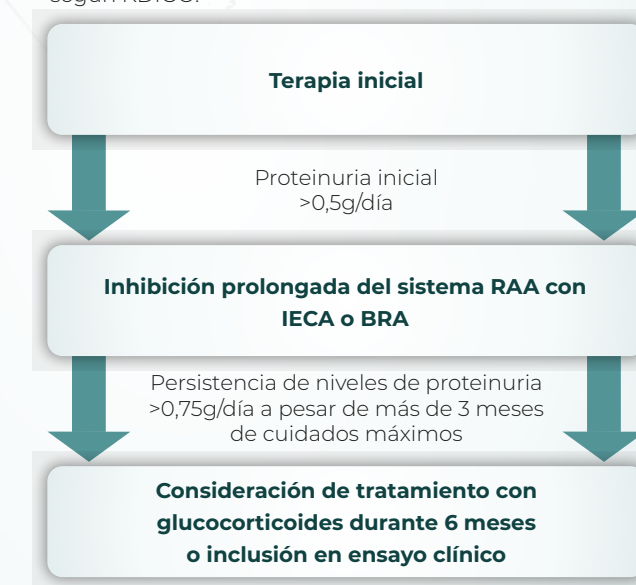 según KDIGO.
Terapia inicial
Proteinuria inicial
>0,5g/día
Inhibición prolongada del sistema RAA con
IECA o BRA
Persistencia de niveles de proteinuria
>0,75g/día a pesar de más de 3 meses
de cuidados máximos
Consideración de tratamiento con
glucocorticoides durante 6 meses
o inclusión en ensayo clínico